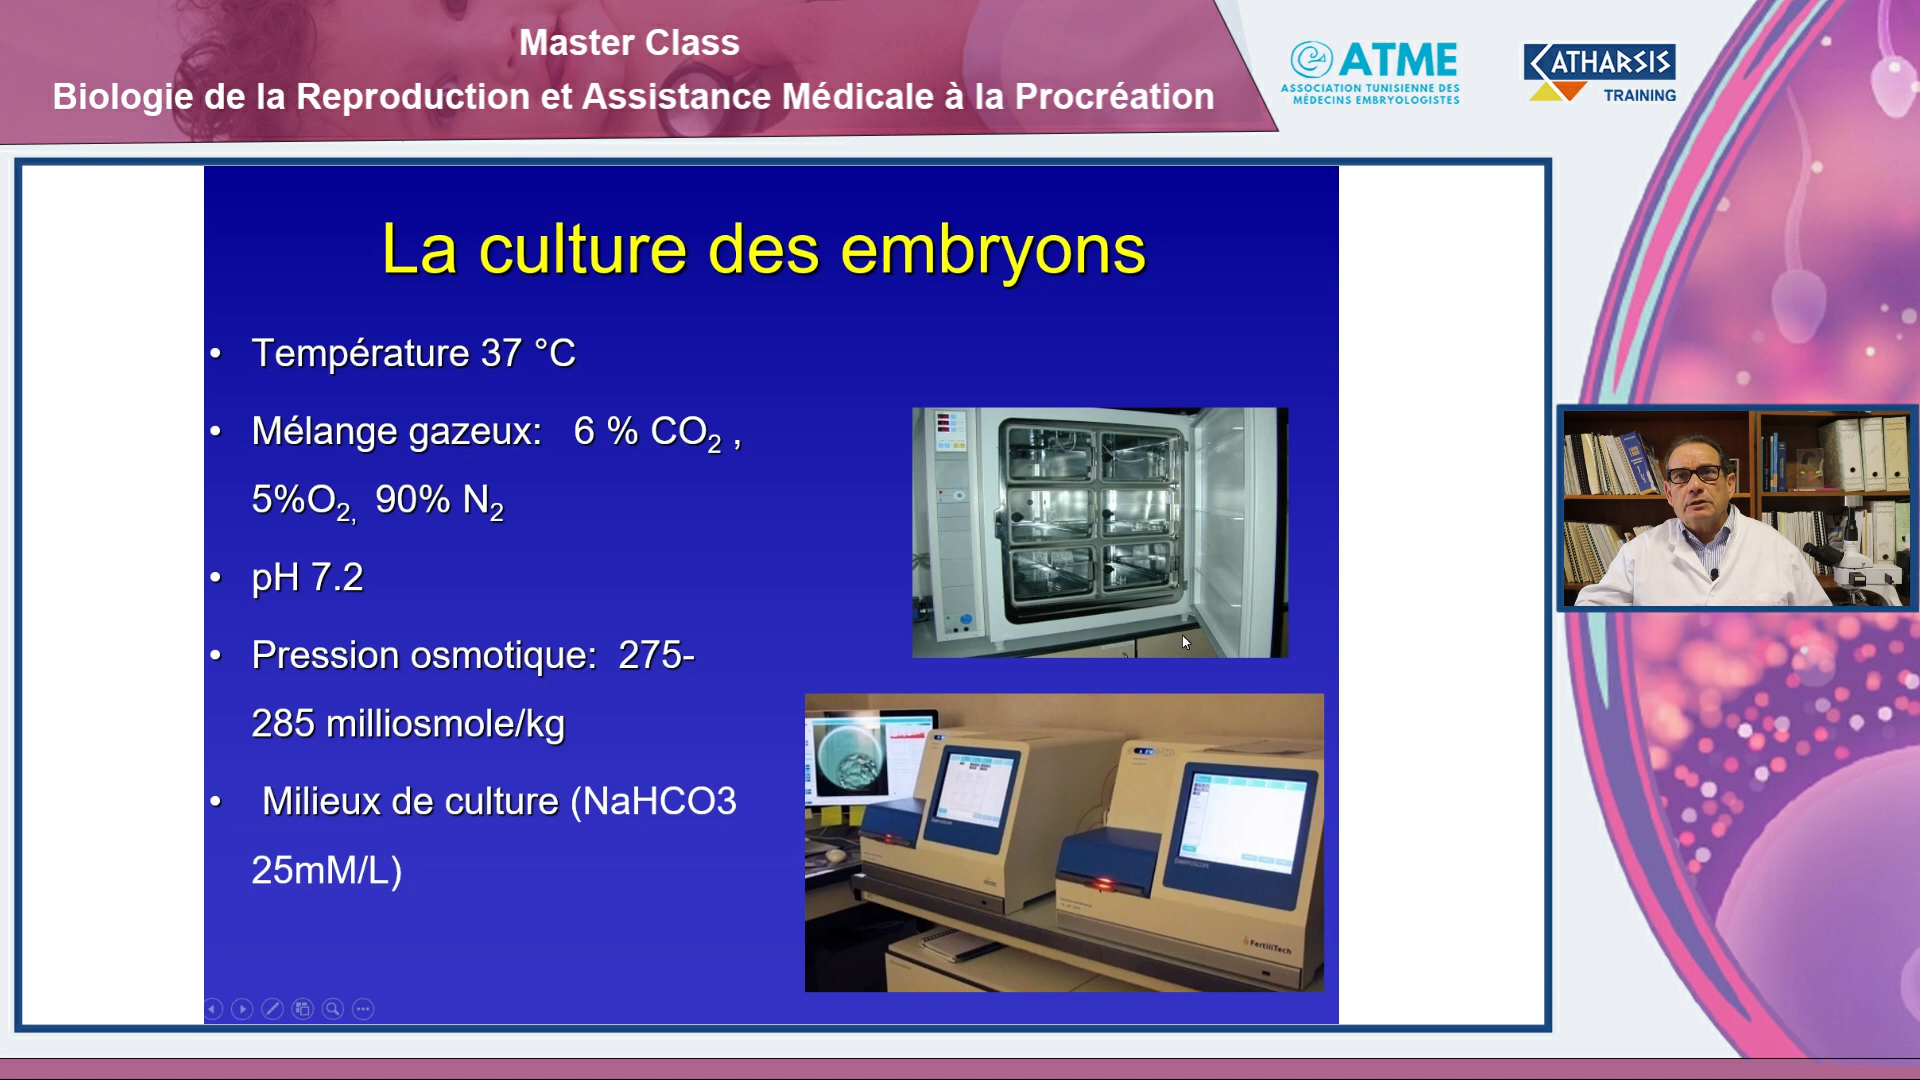 Master Class
Biologie de la Reproduction et Assistance Médicale à la Procréation
ATME
ASSOCIATION TUNISIENNE DES
MÉDECINS EMBRYOLOGISTES
KATHARSIS
TRAINING
La culture des embryons
• Température 37 °C
• Mélange gazeux: 6 % CO₂ ,
5%O₂, 90% N₂
• pH 7.2
• Pression osmotique: 275-
285 milliosmole/kg
• Milieux de culture (NaHCO3
25mM/L)
FertiliTech